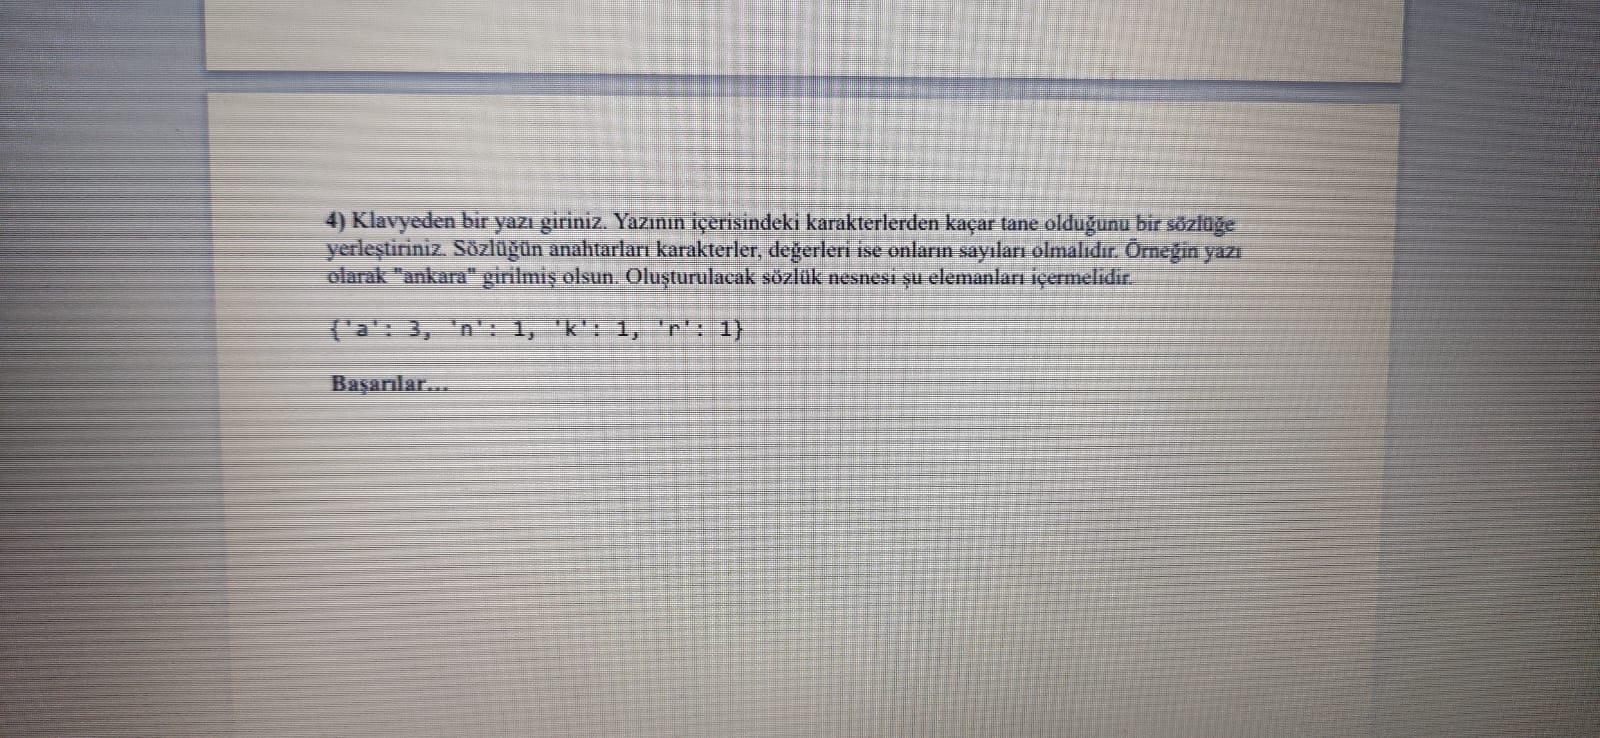 4) Klavyeden bir yazı giriniz. Yazının içerisindeki karakterlerden kaçar tane olduğunu bir sözlüğe
yerleştiriniz. Sözlüğün anahtarları karakterler, değerleri ise onların sayıları olmalıdır. Örneğin yazı
olarak "ankara" girilmiş olsun. Oluşturulacak sözlük nesnesi şu elemanları içermelidir.
{'a': 3, 'n': 1, 'k': 1, 'r': 1}
Başarılar...